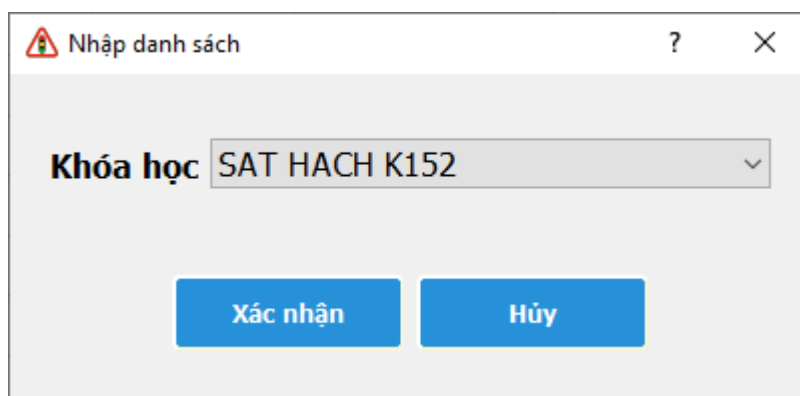 Nhập danh sách ?
Khóa học SAT HACH K152
Xác nhận Hủy